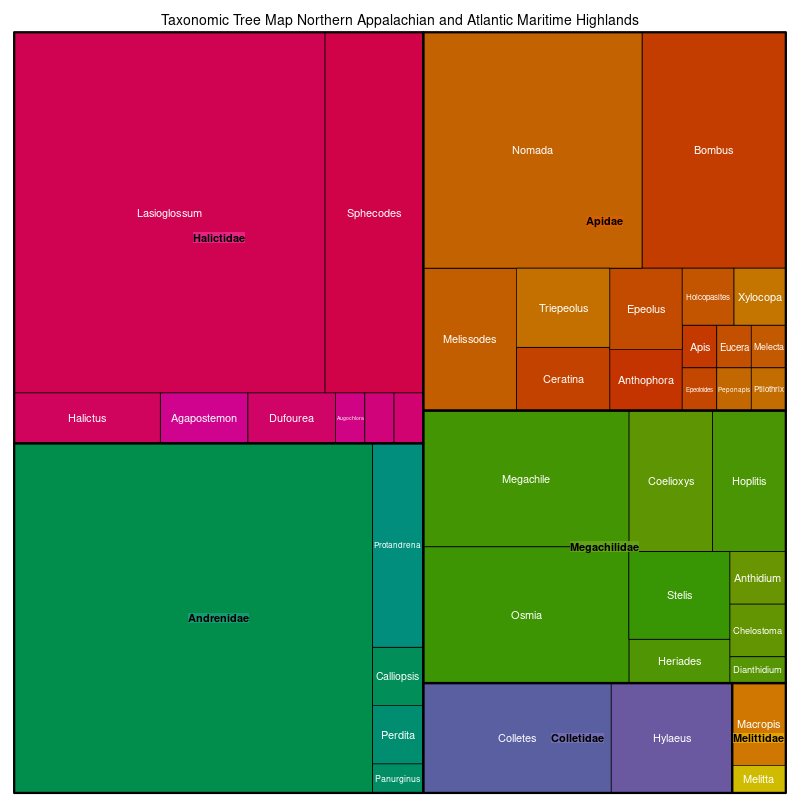 Taxonomic Tree Map Northern Appalachian and Atlantic Maritime Highlands
Lasioglossum
Sphecodes
Halictidae
Halictus
Agapostemon
Dufourea
Augochlora
Nomada
Bombus
Apidae
Melissodes
Triepeolus
Ceratina
Epeolus
Anthophora
Holcopasites
Xylocopa
Apis
Eucera
Melecta
Epeoloides
Peponapis
Ptilothrix
Andrenidae
Protandrena
Calliopsis
Perdita
Panurginus
Megachile
Coelioxys
Hoplitis
Megachilidae
Osmia
Stelis
Heriades
Anthidium
Chelostoma
Dianthidium
Colletes
Colletidae
Hylaeus
Macropis
Melittidae
Melitta